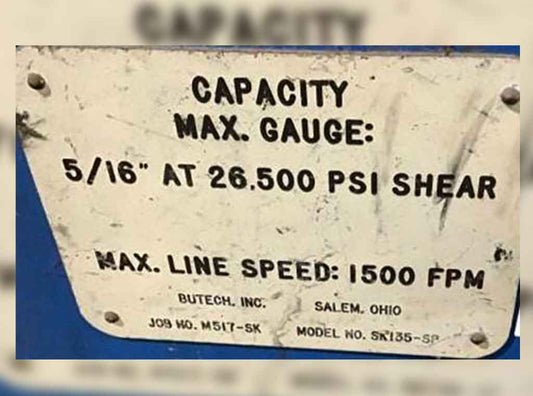 CAPACITY
MAX. GAUGE:
5/16" AT 26.500 PSI SHEAR
MAX. LINE SPEED: 1500 FPM
BUTECH. INC. SALEM. OHIO
JOB NO. M517-SK MODEL NO. SK135-SP